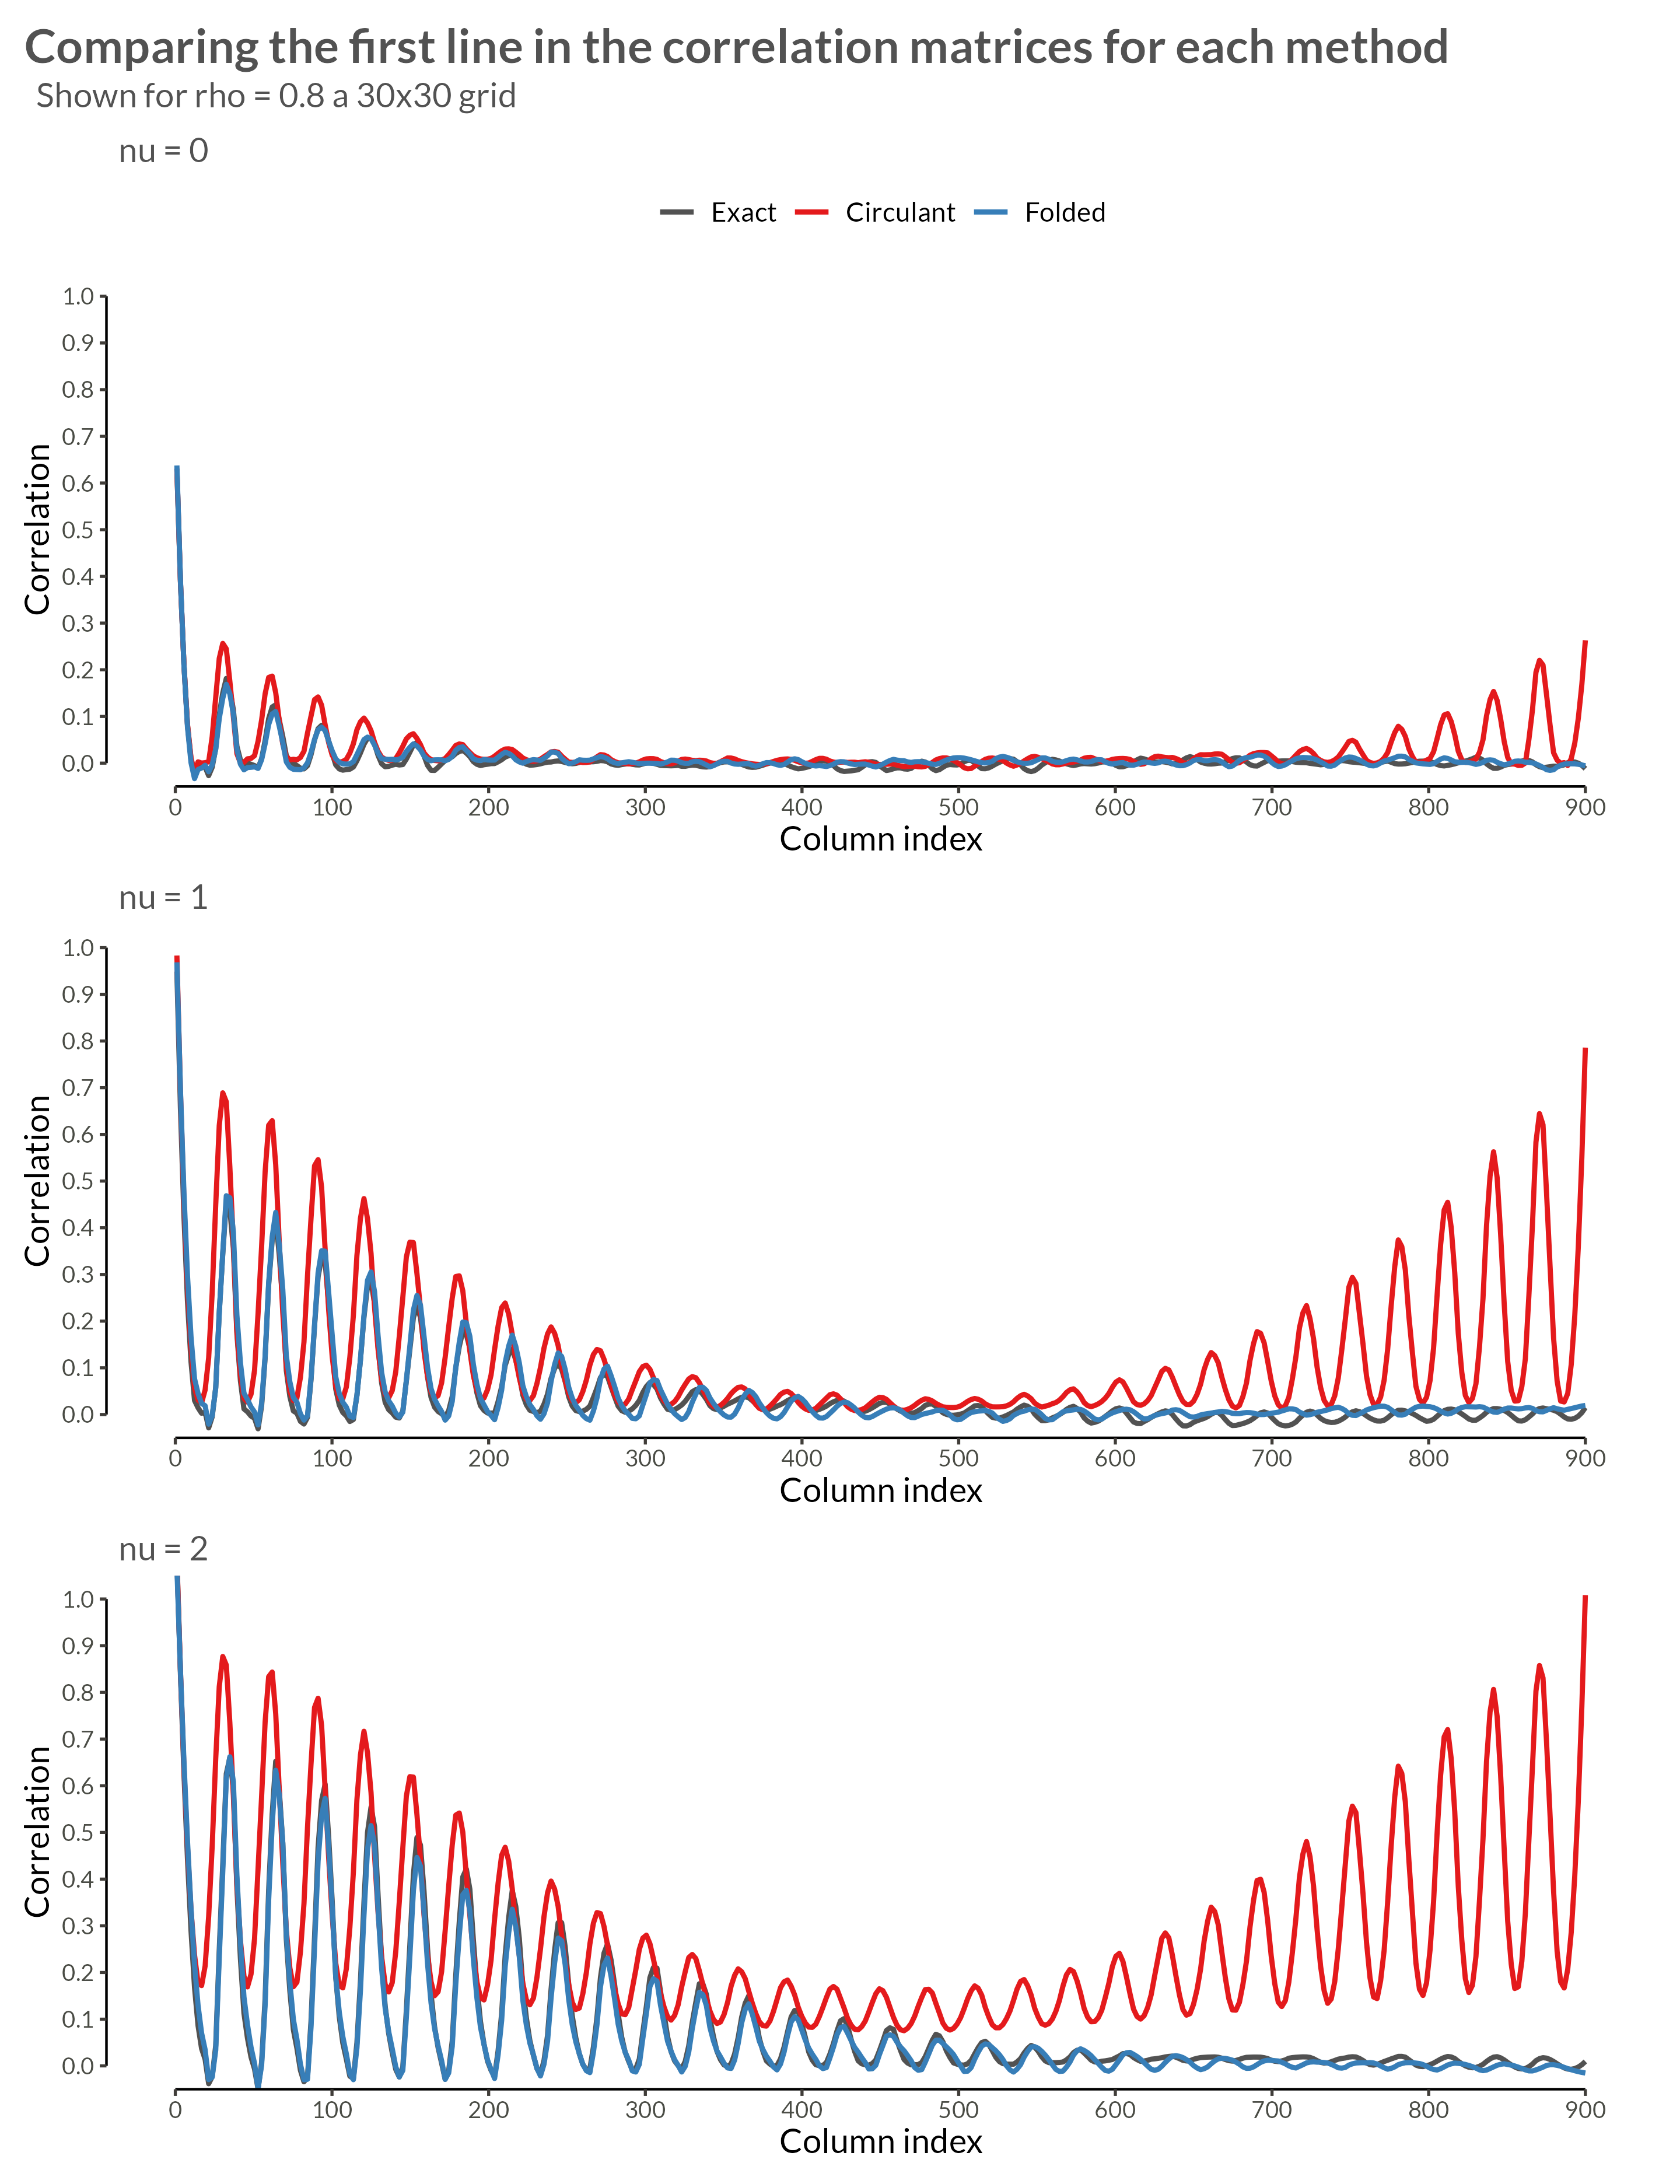 Comparing the first line in the correlation matrices for each method
Shown for rho = 0.8 a 30x30 grid
nu = 0
Exact Circulant Folded
1.0
0.9
0.8
0.7
0.6
0.5
0.4
0.3
0.2
0.1
0.0
Correlation
0 100 200 300 400 500 600 700 800 900
Column index
nu = 1
1.0
0.9
0.8
0.7
0.6
0.5
0.4
0.3
0.2
0.1
0.0
Correlation
0 100 200 300 400 500 600 700 800 900
Column index
nu = 2
1.0
0.9
0.8
0.7
0.6
0.5
0.4
0.3
0.2
0.1
0.0
Correlation
0 100 200 300 400 500 600 700 800 900
Column index